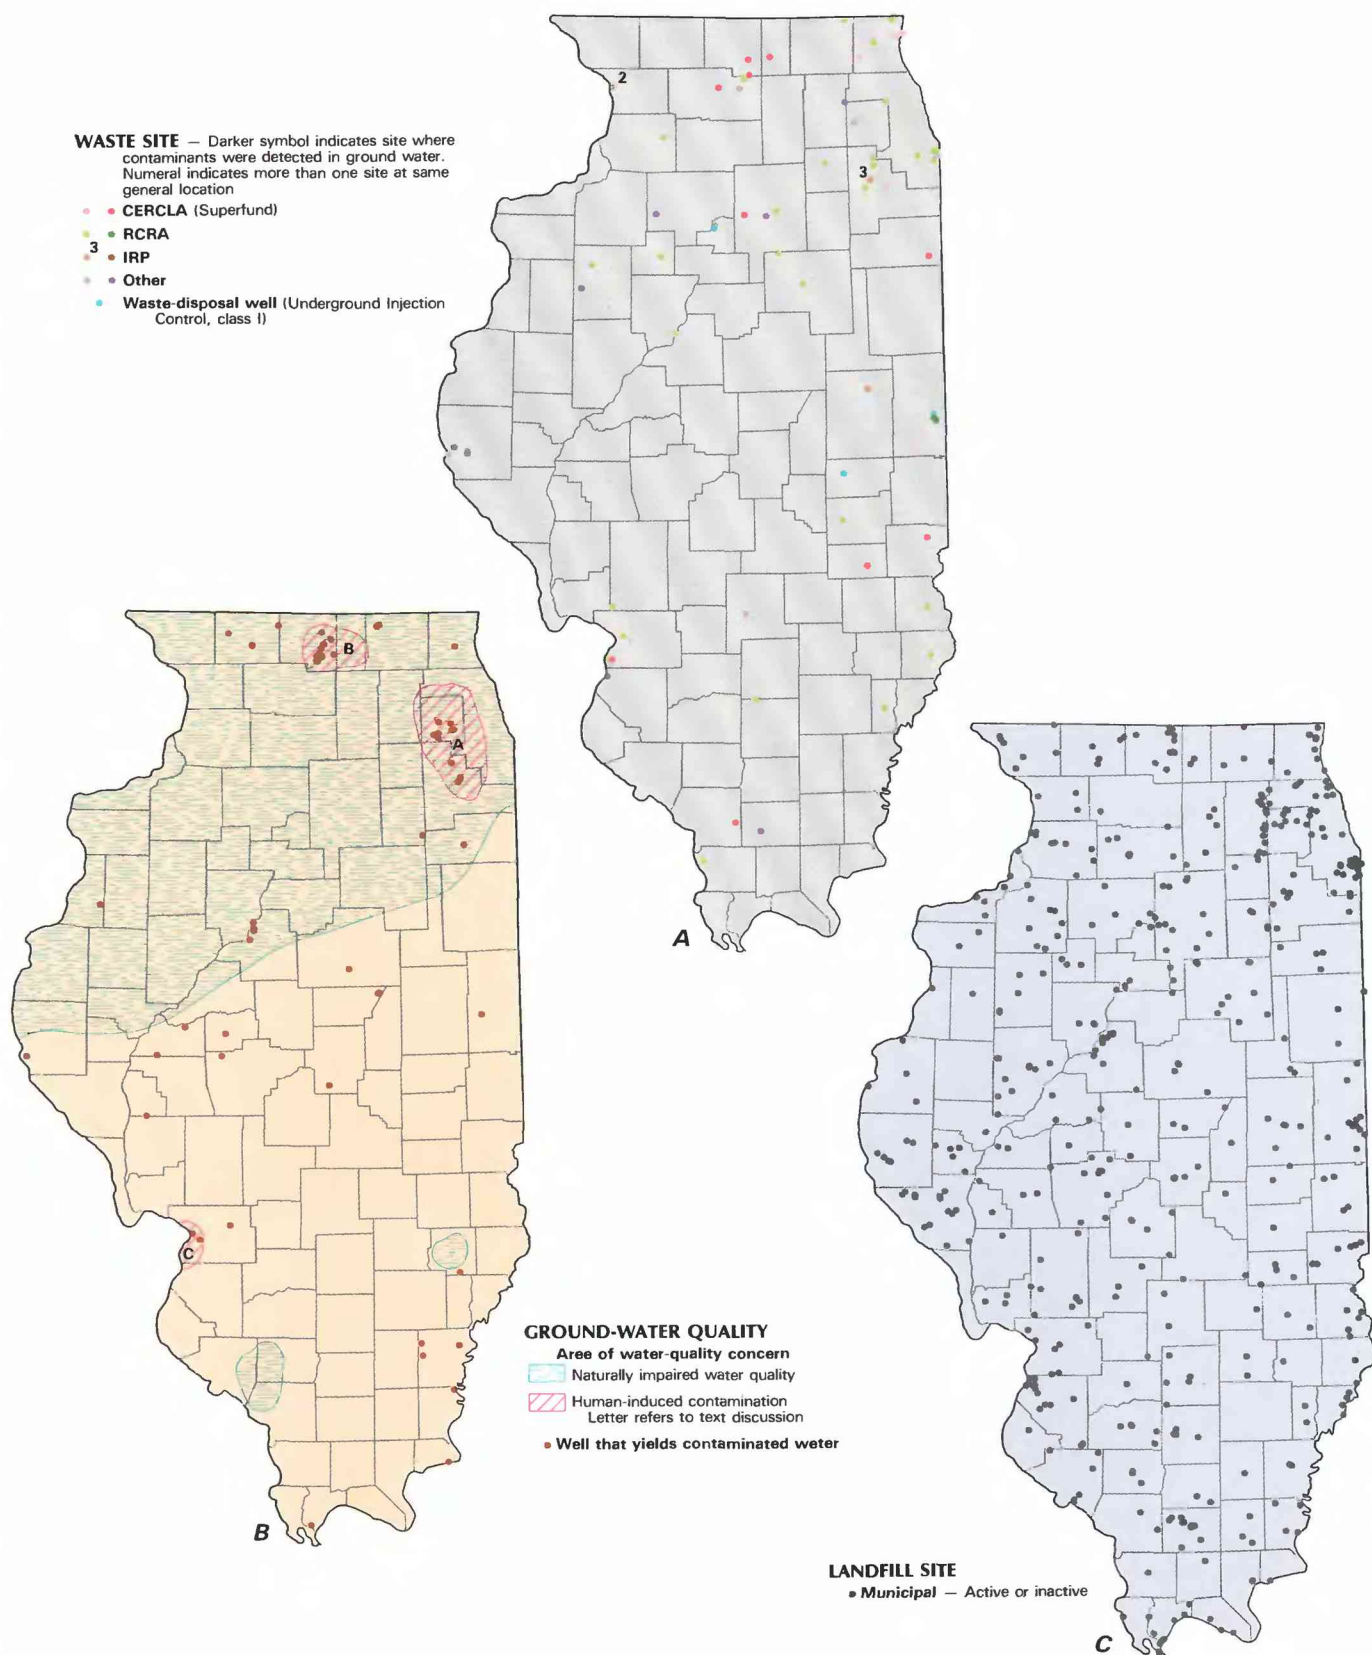 2
WASTE SITE — Darker symbol indicates site where
contaminants were detected in ground water.
Numeral indicates more than one site at same
general location
CERCLA (Superfund)
RCRA
3
IRP
Other
Waste-disposal well (Underground Injection
Control, class I)
3
A
B
A
C
GROUND-WATER QUALITY
Area of water-quality concern
Naturally impaired water quality
Human-induced contamination
Letter refers to text discussion
Well that yields contaminated water
B
LANDFILL SITE
Municipal — Active or inactive
C